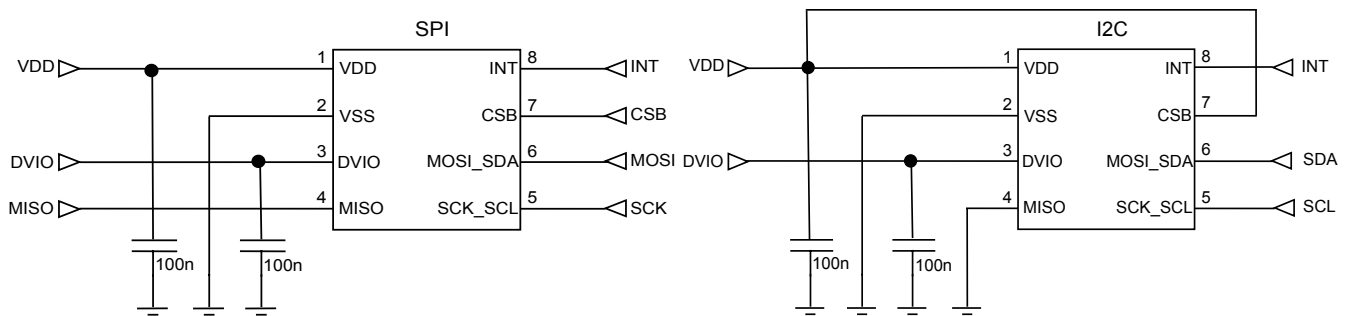 SPI
VDD 1 VDD INT 8 INT
2 VSS CSB 7 CSB
DVIO 3 DVIO MOSI_SDA 6 MOSI
MISO 4 MISO SCK_SCL 5 SCK
100n 100n
I2C
VDD 1 VDD INT 8 INT
2 VSS CSB 7
DVIO 3 DVIO MOSI_SDA 6 SDA
4 MISO SCK_SCL 5 SCL
100n 100n